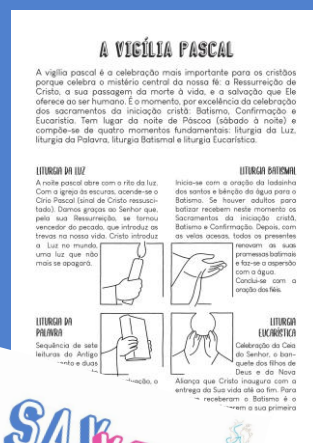 A VIGÍLIA PASCAL
A vigília pascal é a celebração mais importante para os cristãos
porque celebra o mistério central da nossa fé: a Ressurreição de
Cristo, a sua passagem da morte à vida, e a salvação que Ele
oferece ao ser humano. É o momento, por excelência da celebração
dos sacramentos da iniciação cristã: Batismo, Confirmação e
Eucaristia. Tem lugar da noite de Páscoa (sábado à noite) e
compõe-se de quatro momentos fundamentais: liturgia da Luz,
liturgia da Palavra, liturgia Batismal e liturgia Eucarística.
LITURGIA DA LUZ
A noite pascal abre com o rito da luz.
Com a igreja às escuras, acende-se o
Círio Pascal (sinal de Cristo ressusci-
tado). Damos graças ao Senhor que,
pela sua Ressurreição, se tornou
vencedor do pecado, que introduz as
trevas na nossa vida. Cristo introduz
a Luz no mundo,
uma luz que não
mais se apagará.
LITURGIA BATISMAL
Inicia-se com a oração da ladainha
dos santos e bênção da água para o
Batismo. Se houver adultos para
batizar recebem neste momento os
Sacramentos da iniciação cristã,
Batismo e Confirmação. Depois, com
as velas acesas, todos os presentes
renovam as suas
promessas batimais
e faz-se a aspersão
com a água.
Conclui-se com a
oração dos fiéis.
LITURGIA DA
PALAVRA
Sequência de sete
leituras do Antigo
e duas
o
LITURGIA
EUCARÍSTICA
Celebração da Ceia
do Senhor, o ban-
quete dos filhos de
Deus e da Nova
Aliança que Cristo inaugura com a
entrega da Sua vida até ao fim. Para
receberam o Batismo é o
a sua primeira